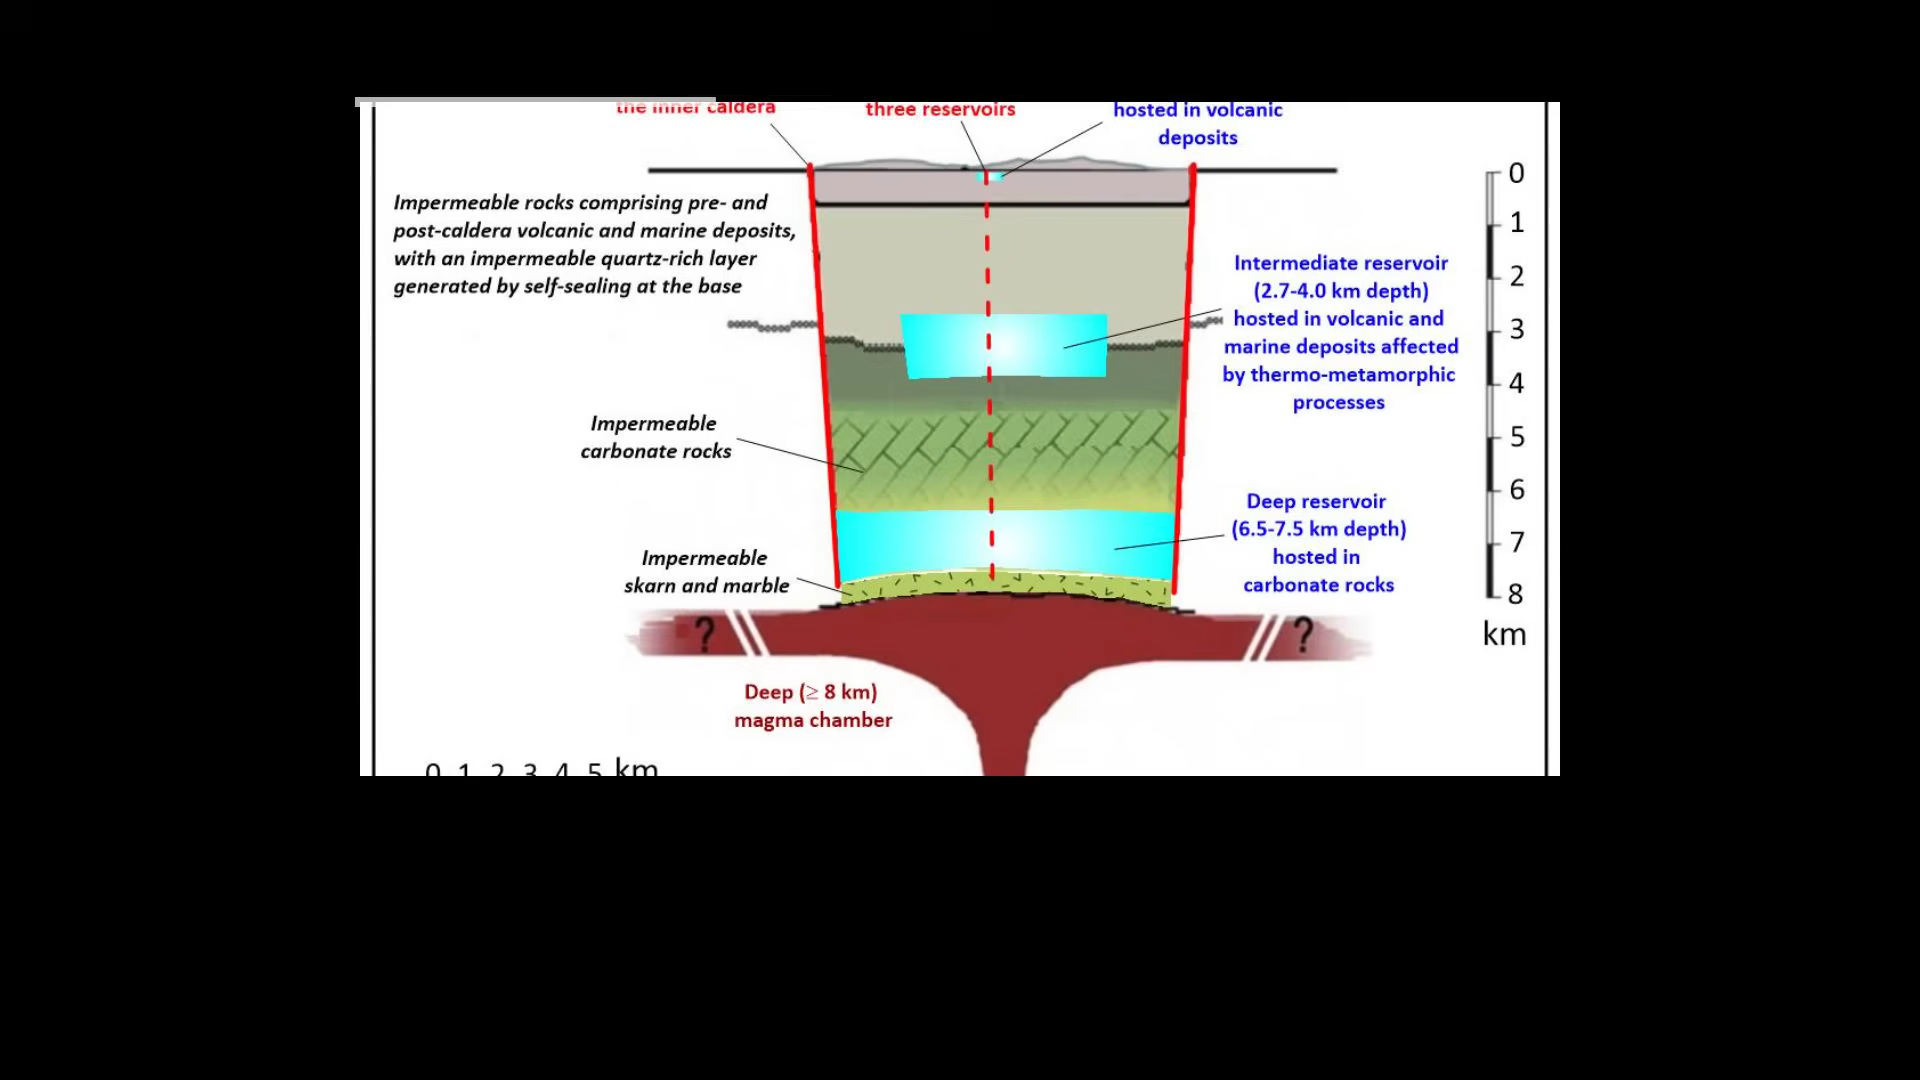 the inner caldera
three reservoirs
hosted in volcanic
deposits
Impermeable rocks comprising pre- and
post-caldera volcanic and marine deposits,
with an impermeable quartz-rich layer
generated by self-sealing at the base
Intermediate reservoir
(2.7-4.0 km depth)
hosted in volcanic and
marine deposits affected
by thermo-metamorphic
processes
Impermeable
carbonate rocks
Deep reservoir
(6.5-7.5 km depth)
hosted in
carbonate rocks
Impermeable
skarn and marble
? ?
Deep (≥ 8 km)
magma chamber
0
1
2
3
4
5
6
7
8
km
0 1 2 3 4 5 km